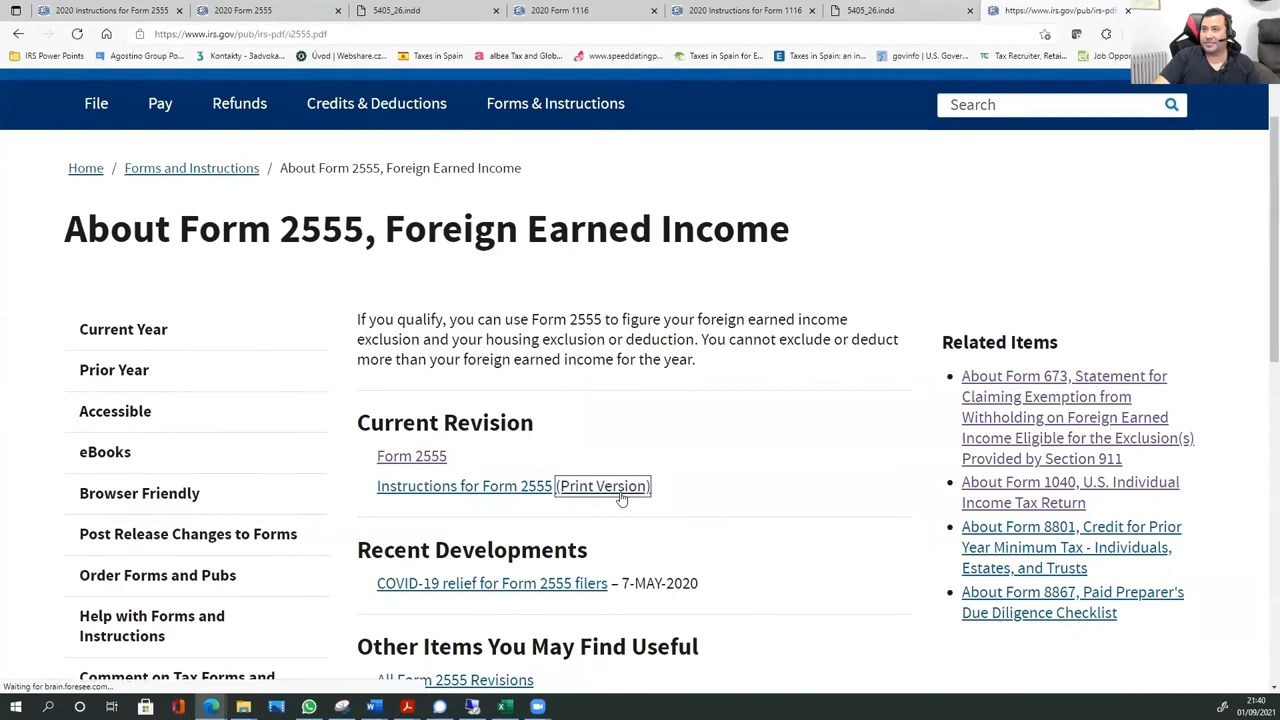 2020 Instructions for Form 2555
2020 Form 2555
5405_26.indd
2020 Form 1116
2020 Instructions for Form 1116
5405_26.indd
https://www.irs.gov/pub/irs-pdf/i
https://www.irs.gov/pub/irs-pdf/i2555.pdf
IRS Power Points
Agostino Group Po...
Kontakty - 3advoka...
Úvod | Webshare.cz...
Taxes in Spain
albea Tax and Glob...
www.speeddatingp...
Taxes in Spain for E...
Taxes in Spain: an in...
govinfo | U.S. Gover...
Tax Recruiter, Retai...
Job Oppor
File
Pay
Refunds
Credits & Deductions
Forms & Instructions
Search
Home / Forms and Instructions / About Form 2555, Foreign Earned Income
About Form 2555, Foreign Earned Income
Current Year
Prior Year
Accessible
eBooks
Browser Friendly
Post Release Changes to Forms
Order Forms and Pubs
Help with Forms and
Instructions
Comment on Tax Forms and
If you qualify, you can use Form 2555 to figure your foreign earned income
exclusion and your housing exclusion or deduction. You cannot exclude or deduct
more than your foreign earned income for the year.
Current Revision
Form 2555
Instructions for Form 2555 (Print Version)
Recent Developments
COVID-19 relief for Form 2555 filers – 7-MAY-2020
Other Items You May Find Useful
All Form 2555 Revisions
Related Items
About Form 673, Statement for
Claiming Exemption from
Withholding on Foreign Earned
Income Eligible for the Exclusion(s)
Provided by Section 911
About Form 1040, U.S. Individual
Income Tax Return
About Form 8801, Credit for Prior
Year Minimum Tax - Individuals,
Estates, and Trusts
About Form 8867, Paid Preparer's
Due Diligence Checklist
Waiting for brain.foresee.com...
21:40
01/09/2021